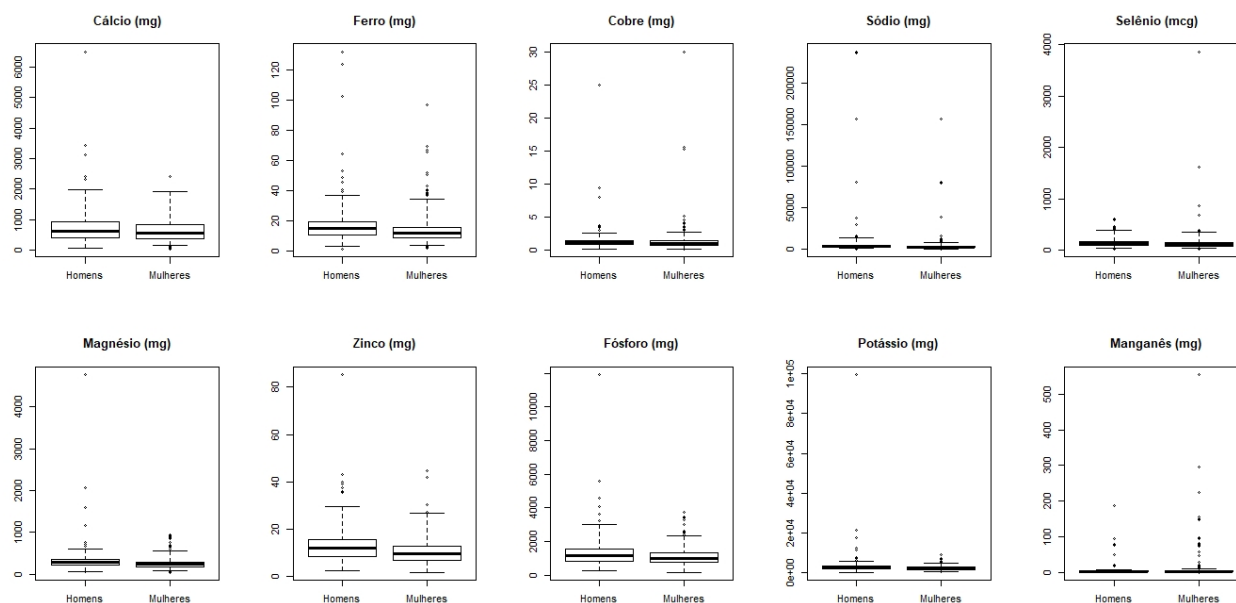 Cálcio (mg)
6000
5000
4000
3000
2000
1000
0
Homens Mulheres
Ferro (mg)
120
100
80
60
40
20
0
Homens Mulheres
Cobre (mg)
30
25
20
15
10
5
0
Homens Mulheres
Sódio (mg)
200000
150000
100000
50000
0
Homens Mulheres
Selênio (mcg)
4000
3000
2000
1000
0
Homens Mulheres
Magnésio (mg)
4000
3000
2000
1000
0
Homens Mulheres
Zinco (mg)
80
60
40
20
0
Homens Mulheres
Fósforo (mg)
10000
8000
6000
4000
2000
0
Homens Mulheres
Potássio (mg)
1e+05
8e+04
6e+04
4e+04
2e+04
0e+00
Homens Mulheres
Manganês (mg)
500
400
300
200
100
0
Homens Mulheres